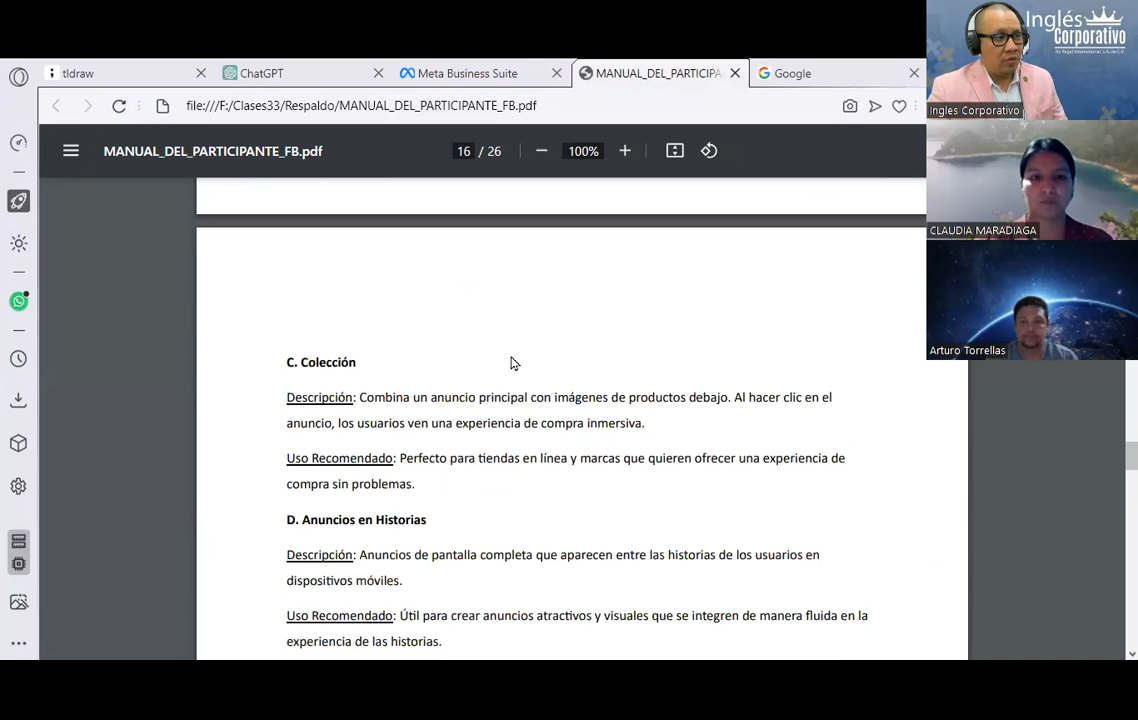 tldraw
ChatGPT
Meta Business Suite
MANUAL_DEL_PARTICIPA
Google
file:///F:/Clases33/Respaldo/MANUAL_DEL_PARTICIPANTE_FB.pdf
MANUAL_DEL_PARTICIPANTE_FB.pdf
16 / 26
100%
C. Colección
Descripción: Combina un anuncio principal con imágenes de productos debajo. Al hacer clic en el
anuncio, los usuarios ven una experiencia de compra inmersiva.
Uso Recomendado: Perfecto para tiendas en línea y marcas que quieren ofrecer una experiencia de
compra sin problemas.
D. Anuncios en Historias
Descripción: Anuncios de pantalla completa que aparecen entre las historias de los usuarios en
dispositivos móviles.
Uso Recomendado: Útil para crear anuncios atractivos y visuales que se integren de manera fluida en la
experiencia de las historias.
Inglés
Corporativo
Ingles Corporativo
CLAUDIA MARADIAGA
Arturo Torrellas